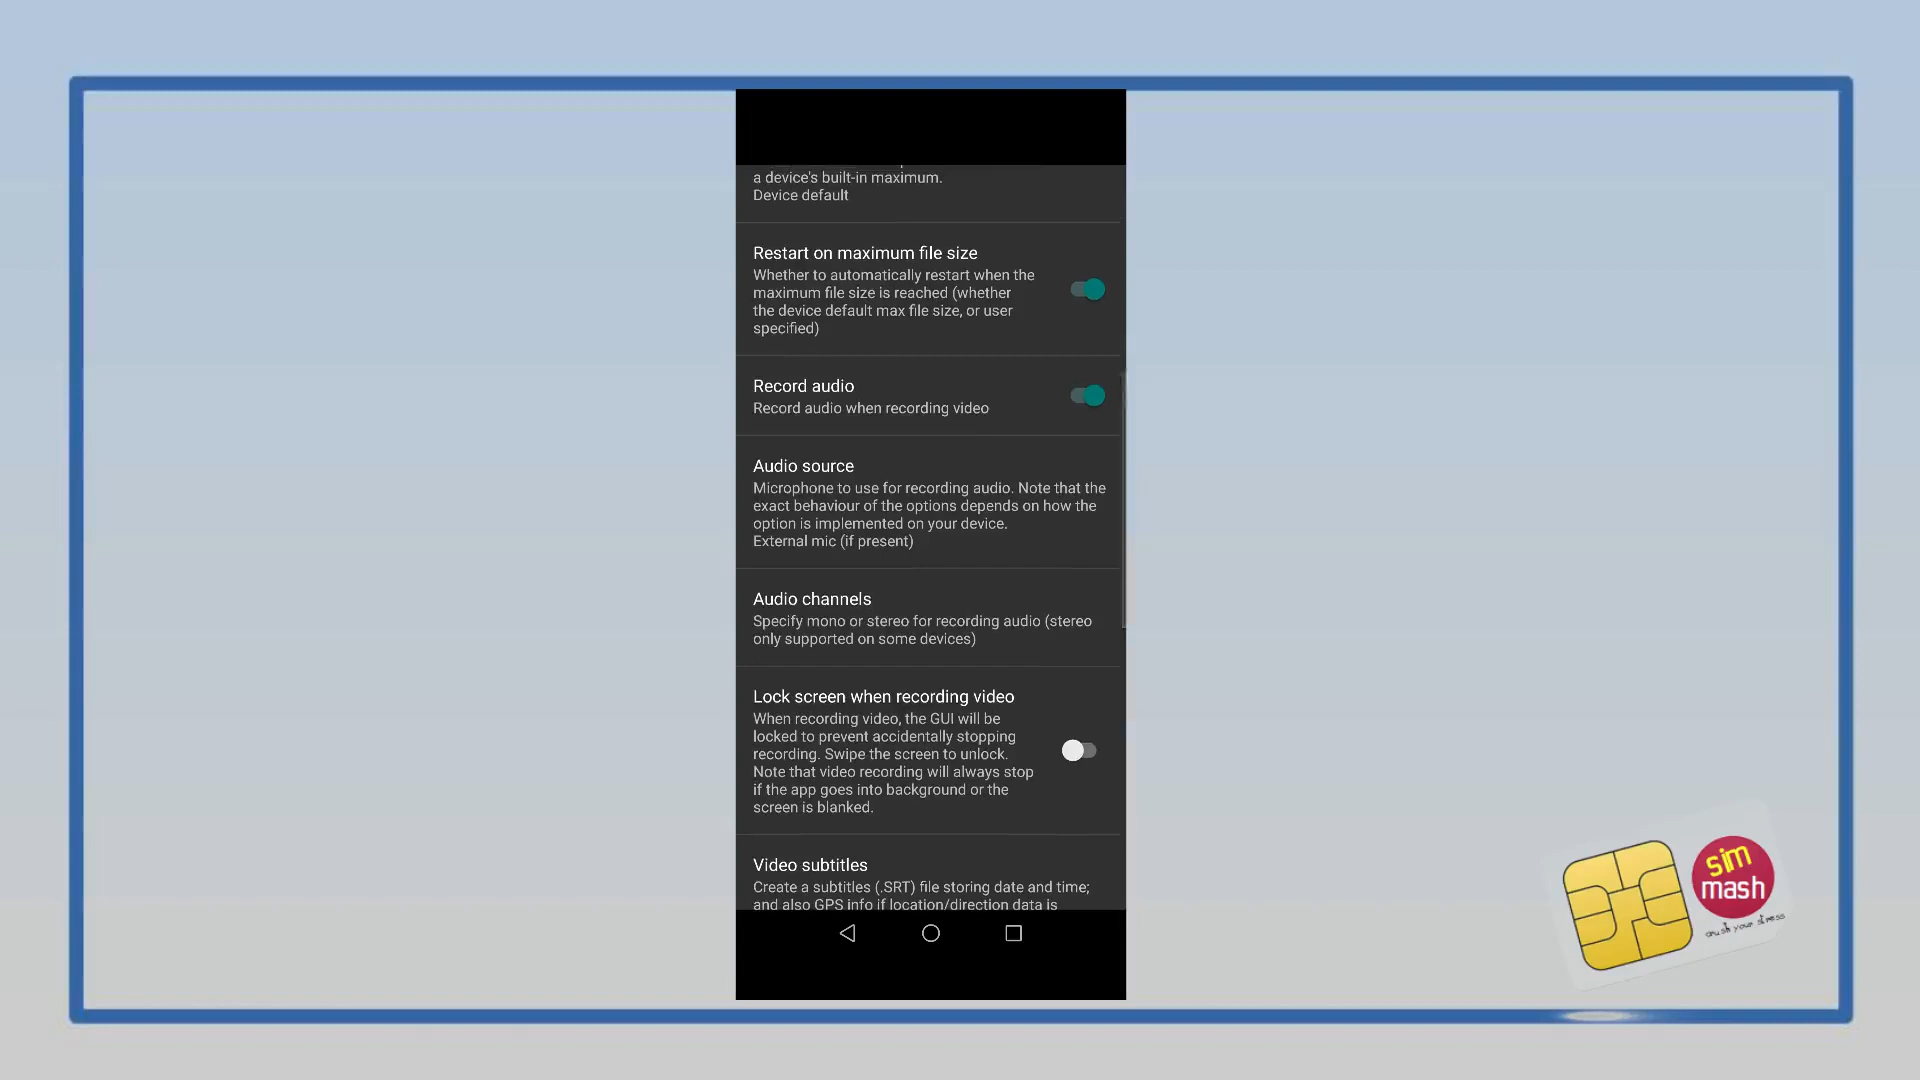 a device's built-in maximum.
Device default
Restart on maximum file size
Whether to automatically restart when the
maximum file size is reached (whether
the device default max file size, or user
specified)
Record audio
Record audio when recording video
Audio source
Microphone to use for recording audio. Note that the
exact behaviour of the options depends on how the
option is implemented on your device.
External mic (if present)
Audio channels
Specify mono or stereo for recording audio (stereo
only supported on some devices)
Lock screen when recording video
When recording video, the GUI will be
locked to prevent accidentally stopping
recording. Swipe the screen to unlock.
Note that video recording will always stop
if the app goes into background or the
screen is blanked.
Video subtitles
Create a subtitles (.SRT) file storing date and time;
and also GPS info if location/direction data is
sim
mash
crush your stress